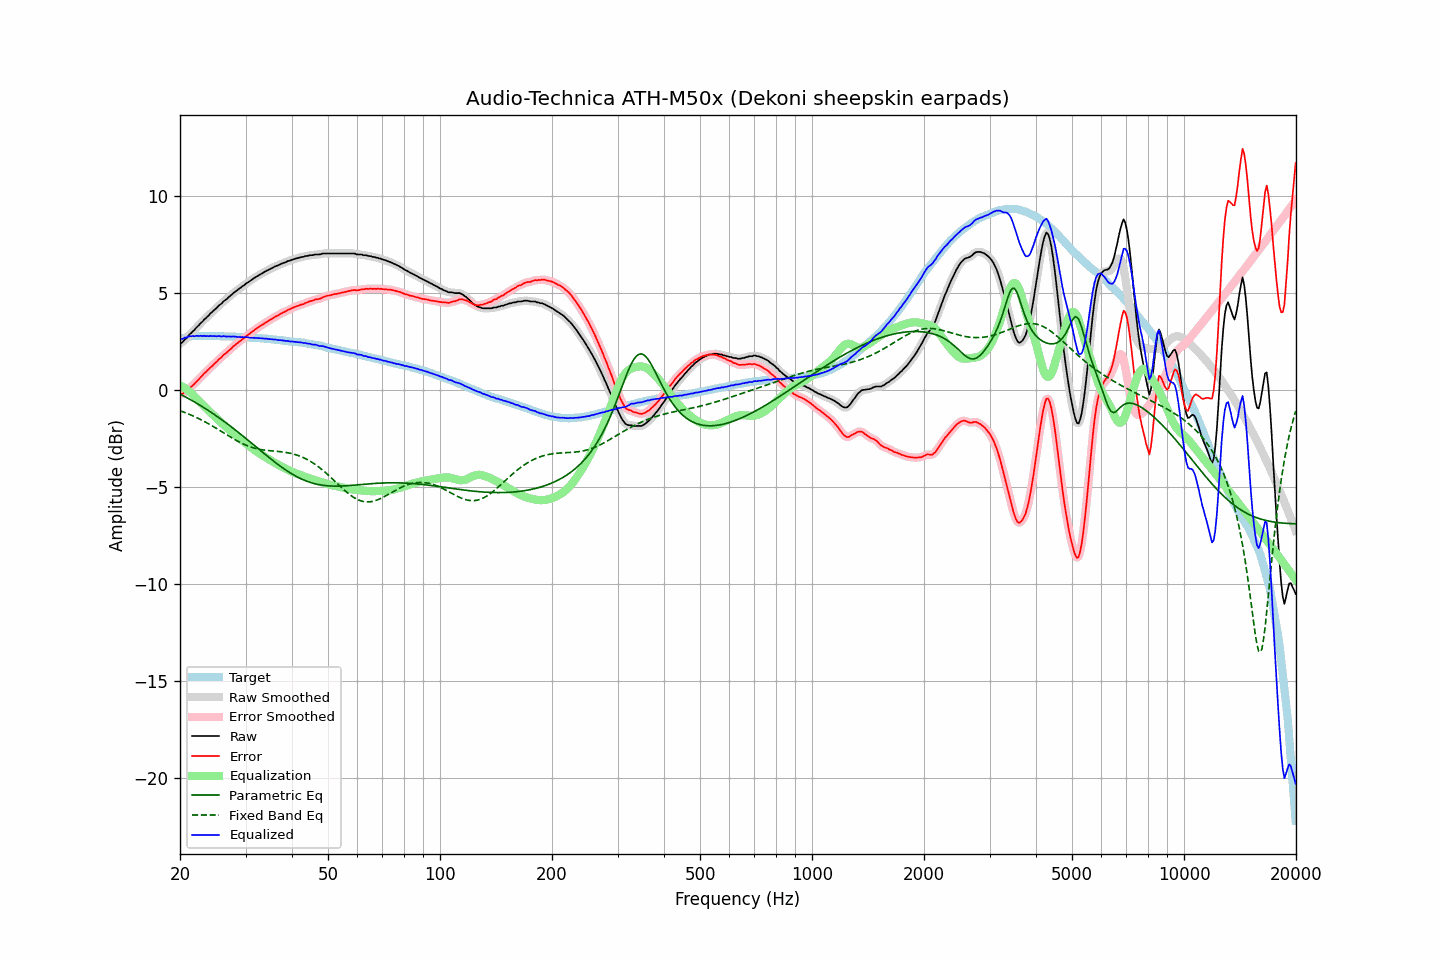 Audio-Technica ATH-M50x (Dekoni sheepskin earpads)
Amplitude (dBr)
10
5
0
−5
−10
−15
−20
Target
Raw Smoothed
Error Smoothed
Raw
Error
Equalization
Parametric Eq
Fixed Band Eq
Equalized
20 50 100 200 500 1000 2000 5000 10000 20000
Frequency (Hz)